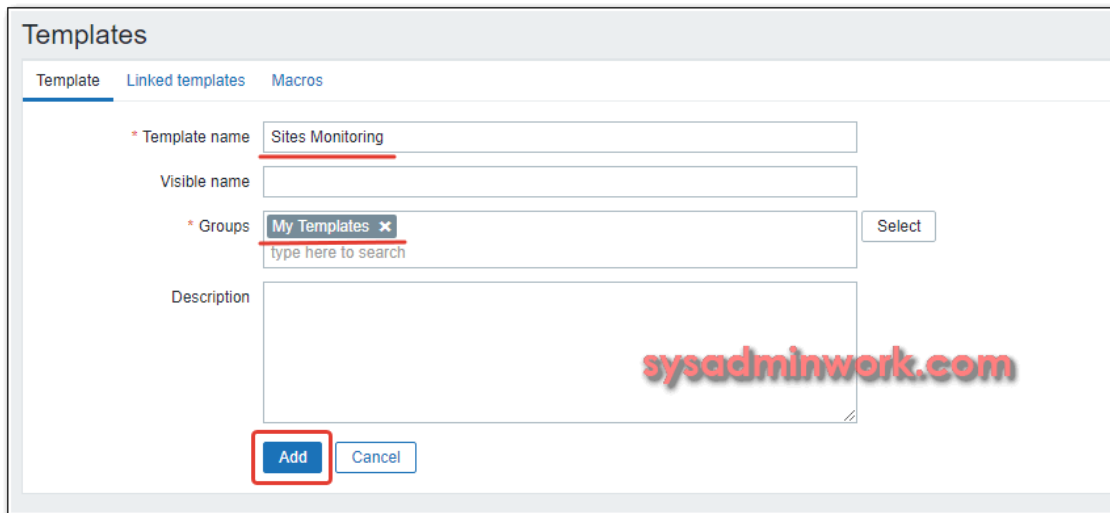 Templates
Template Linked templates Macros
* Template name Sites Monitoring
Visible name
* Groups My Templates × Select
type here to search
Description
sysadminwork.com
Add Cancel